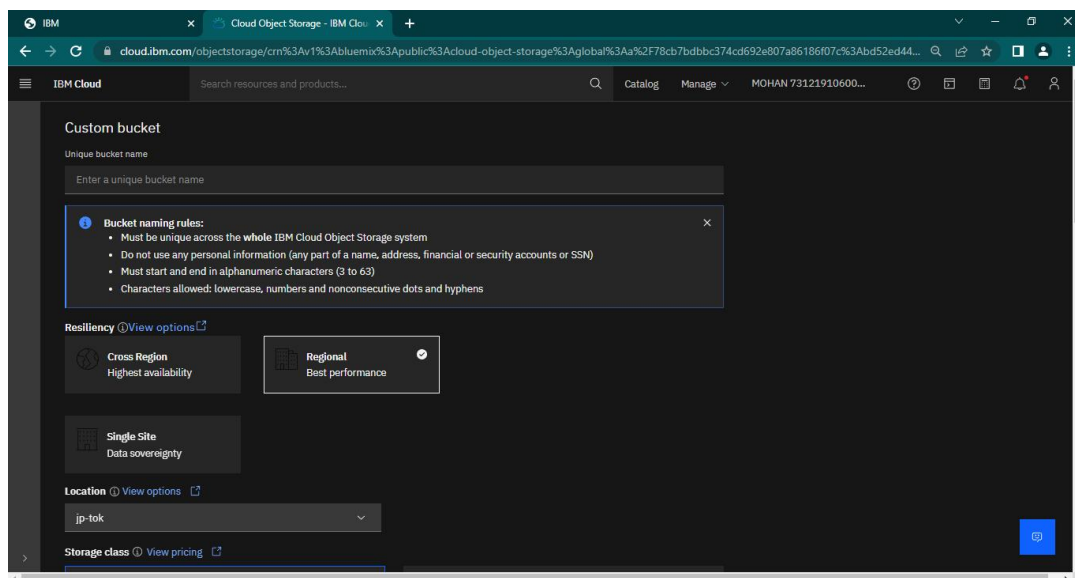 IBM
Cloud Object Storage - IBM Clou
cloud.ibm.com/objectstorage/crn%3Av1%3Abluemix%3Apublic%3Acloud-object-storage%3Aglobal%3Aa%2F78cb7bdbbc374cd692e807a86186f07c%3Abd52ed44...
IBM Cloud
Search resources and products...
Catalog
Manage
MOHAN 73121910600...
Custom bucket
Unique bucket name
Enter a unique bucket name
Bucket naming rules:
• Must be unique across the whole IBM Cloud Object Storage system
• Do not use any personal information (any part of a name, address, financial or security accounts or SSN)
• Must start and end in alphanumeric characters (3 to 63)
• Characters allowed: lowercase, numbers and nonconsecutive dots and hyphens
Resiliency View options
Cross Region
Highest availability
Regional
Best performance
Single Site
Data sovereignty
Location View options
jp-tok
Storage class View pricing